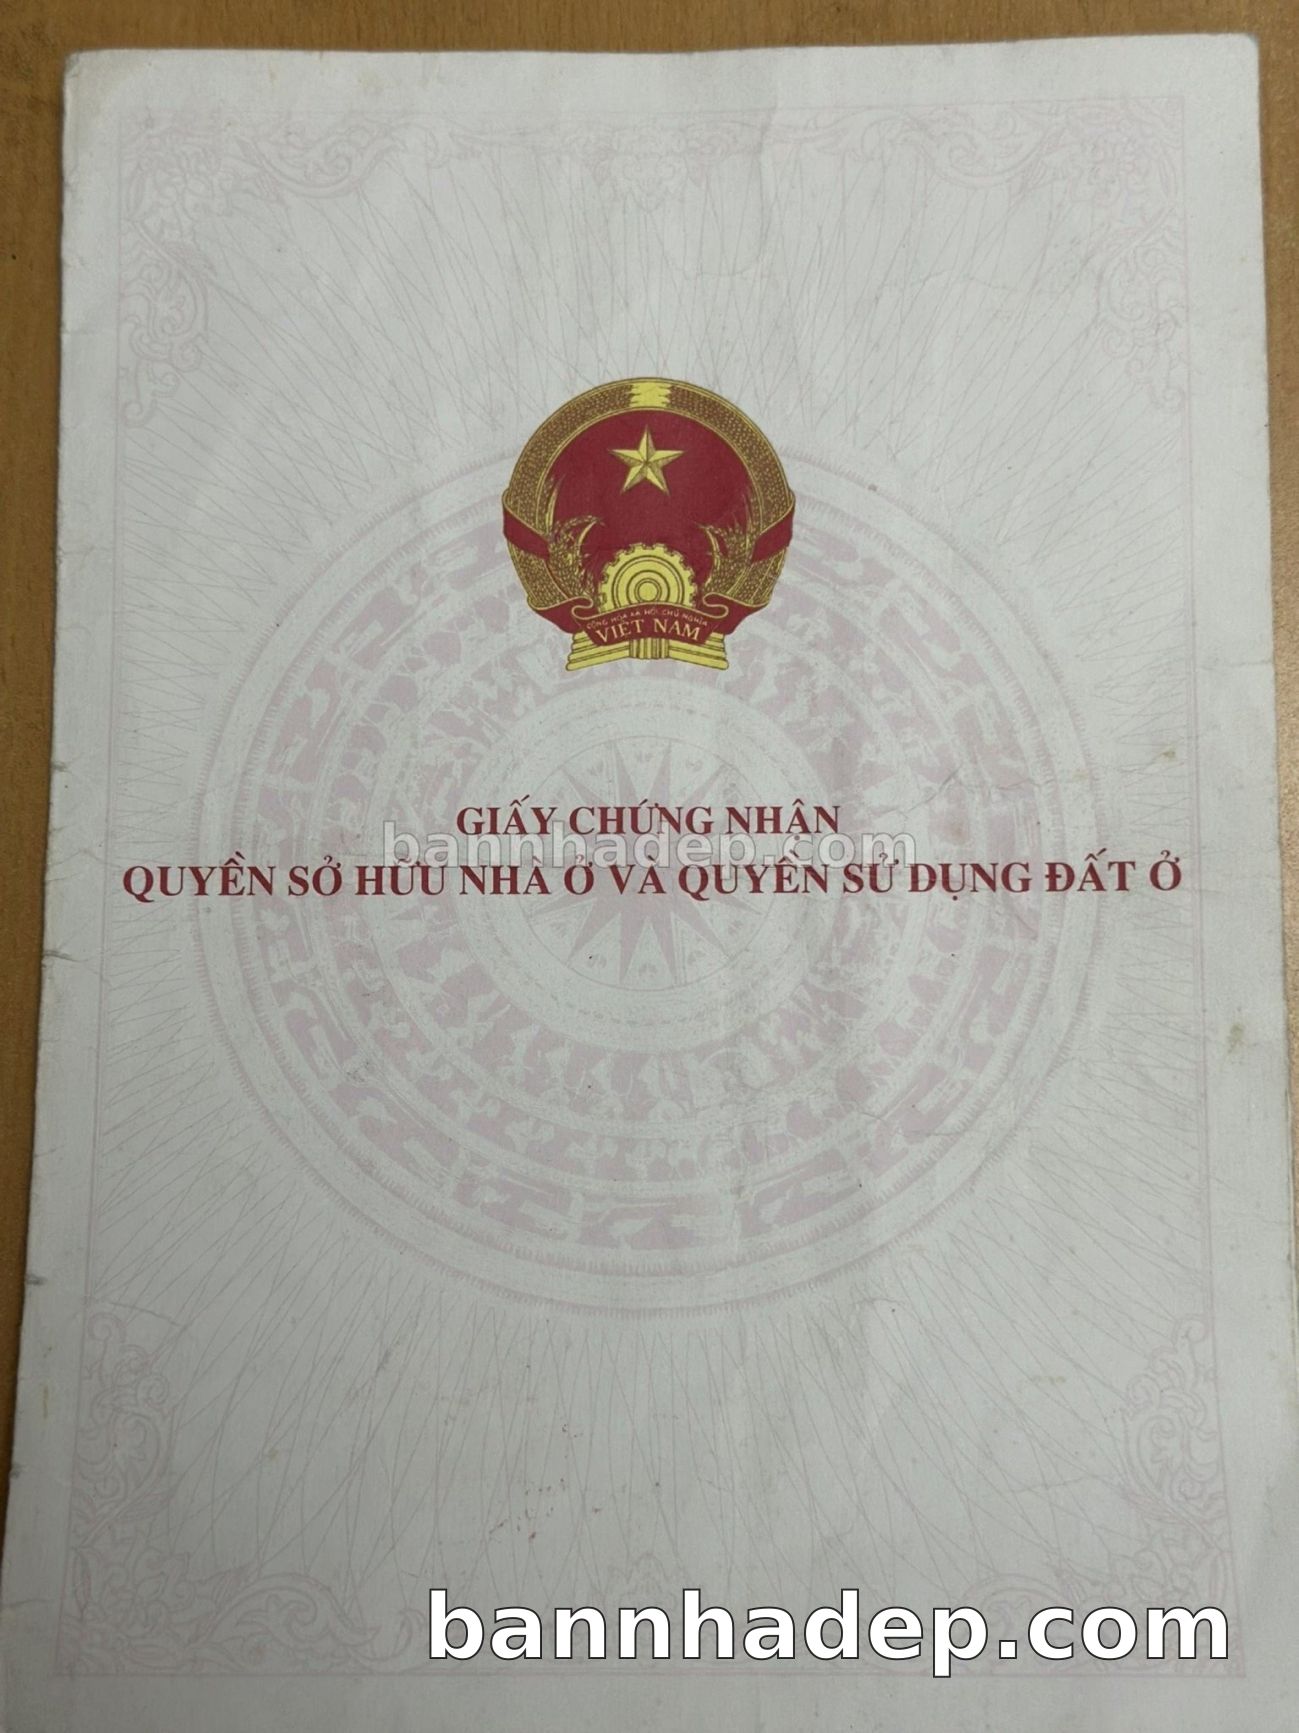 CỘNG HÒA XÃ HỘI CHỦ NGHĨA
VIỆT NAM
GIẤY CHỨNG NHẬN
bannhadep.com
QUYỀN SỞ HỮU NHÀ Ở VÀ QUYỀN SỬ DỤNG ĐẤT Ở
bannhadep.com